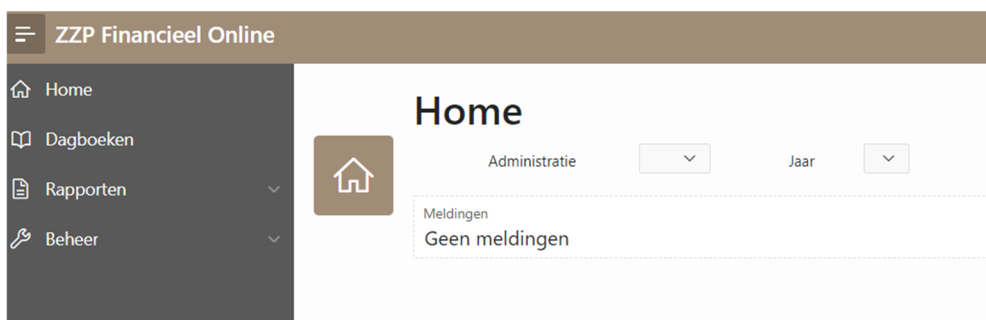 ZZP Financieel Online
Home
Dagboeken
Rapporten
Beheer
Home
Administratie
Jaar
Meldingen
Geen meldingen